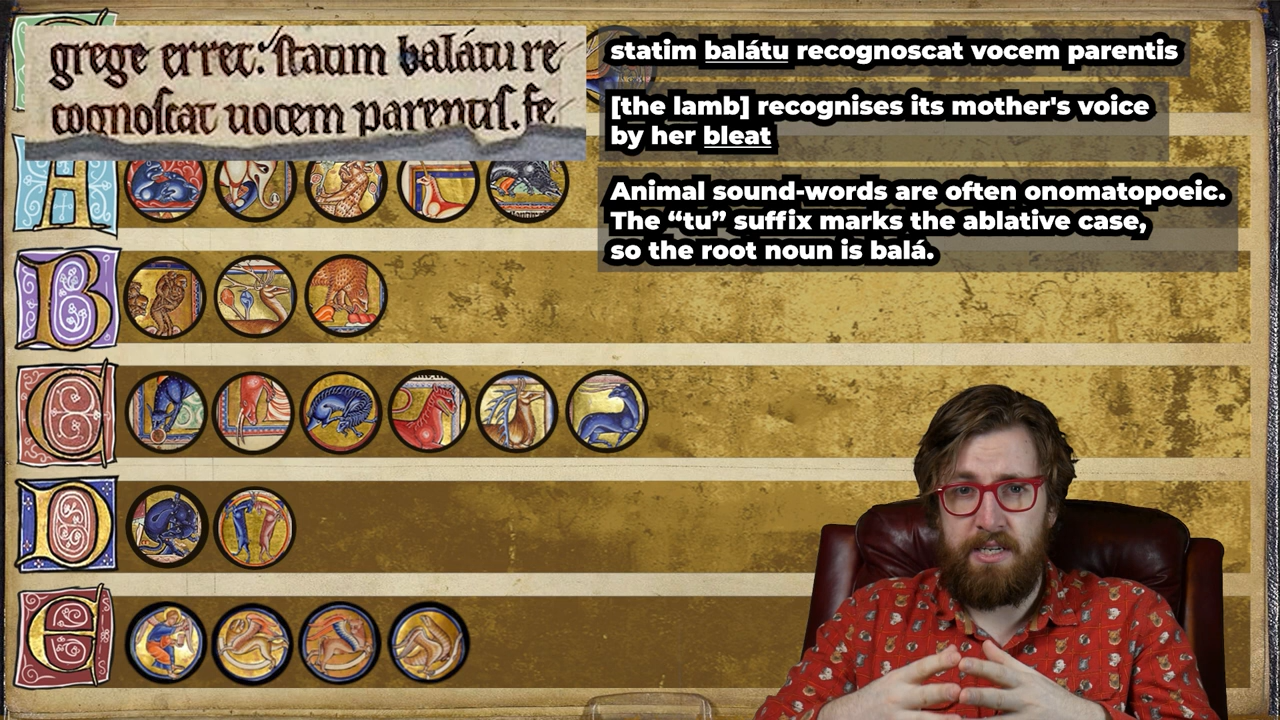 grege erret: statim balátu re
cognoscat uocem parentis. fe
statim balátu recognoscat vocem parentis
[the lamb] recognises its mother's voice
by her bleat
Animal sound-words are often onomatopoeic.
The “tu” suffix marks the ablative case,
so the root noun is balá.
A
B
C
D
E